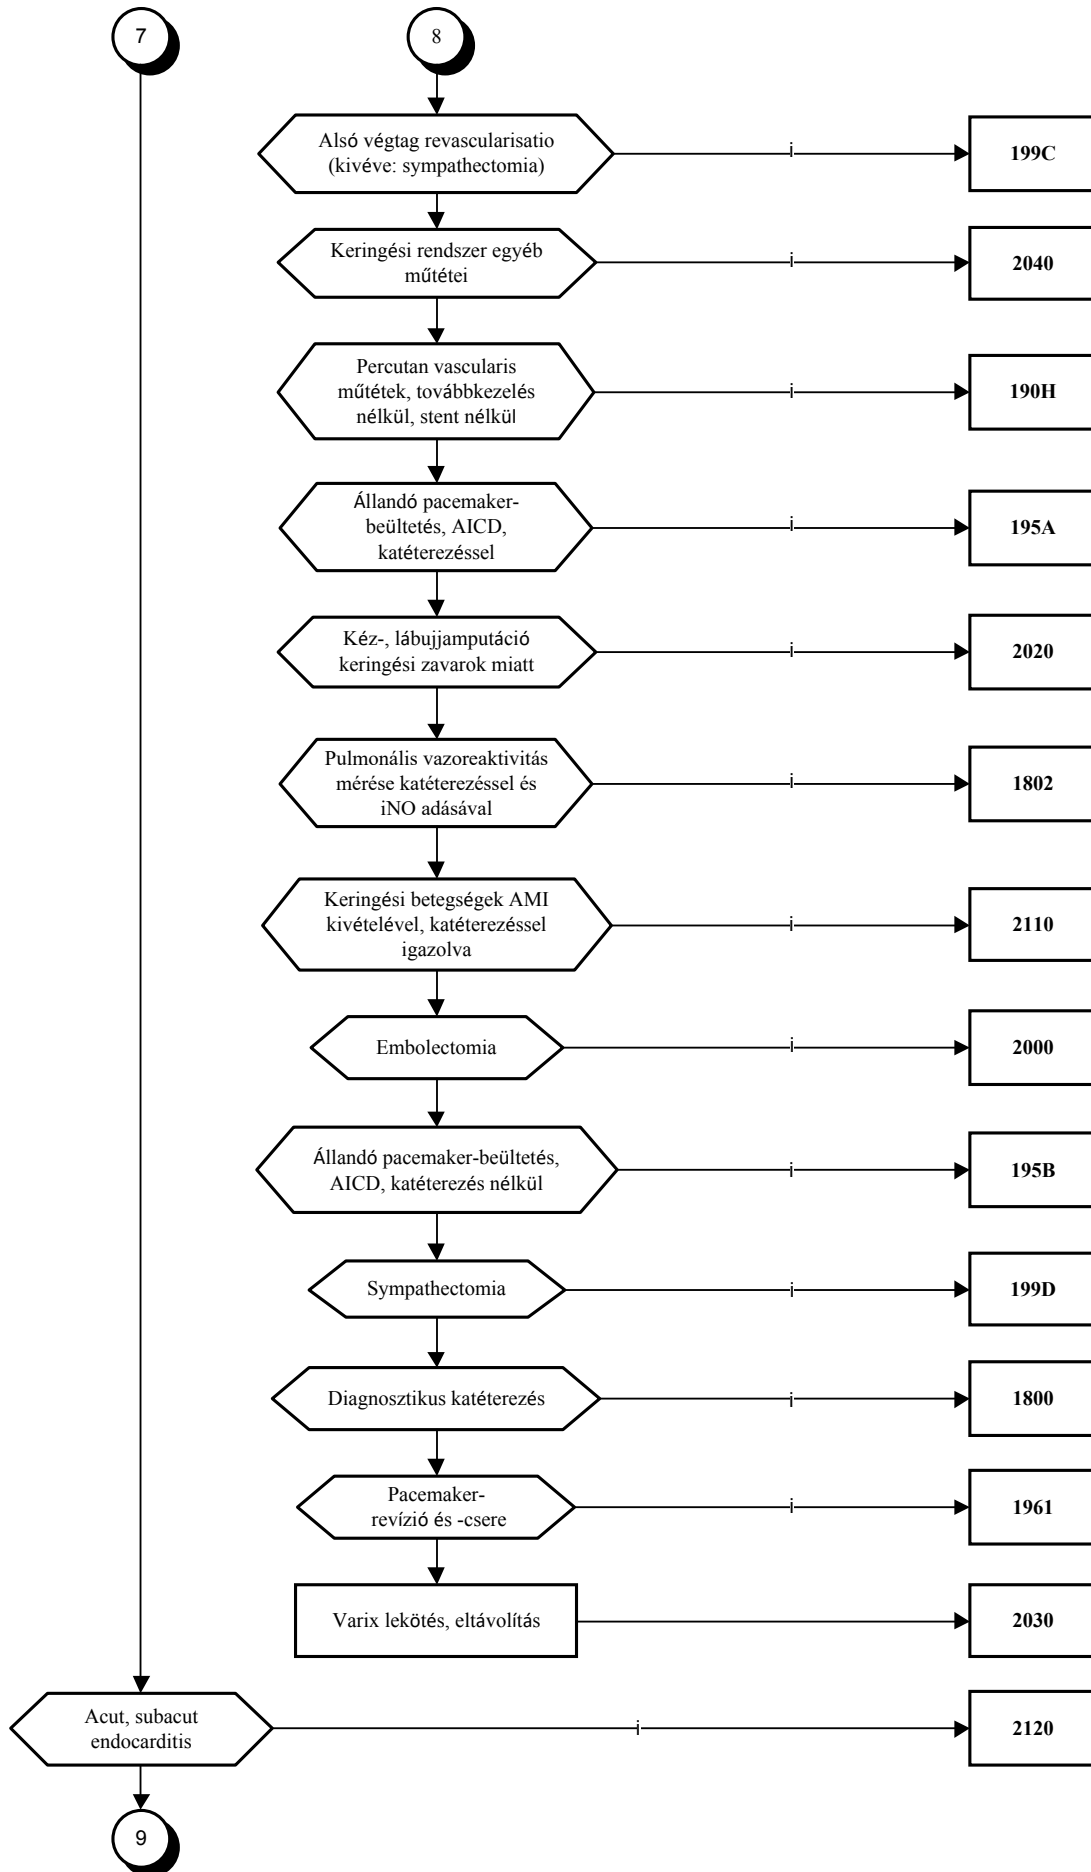 7
8
Alsó végtag revascularisatio
(kivéve: sympathectomia)
i
199C
Keringési rendszer egyéb
műtétei
i
2040
Percutan vascularis
műtétek, továbbkezelés
nélkül, stent nélkül
i
190H
Állandó pacemaker-
beültetés, AICD,
katéterezéssel
i
195A
Kéz-, lábujjamputáció
keringési zavarok miatt
i
2020
Pulmonális vazoreaktivitás
mérése katéterezéssel és
iNO adásával
i
1802
Keringési betegségek AMI
kivételével, katéterezéssel
igazolva
i
2110
Embolectomia
i
2000
Állandó pacemaker-beültetés,
AICD, katéterezés nélkül
i
195B
Sympathectomia
i
199D
Diagnosztikus katéterezés
i
1800
Pacemaker-
revízió és -csere
i
1961
Varix lekötés, eltávolítás
2030
Acut, subacut
endocarditis
i
2120
9